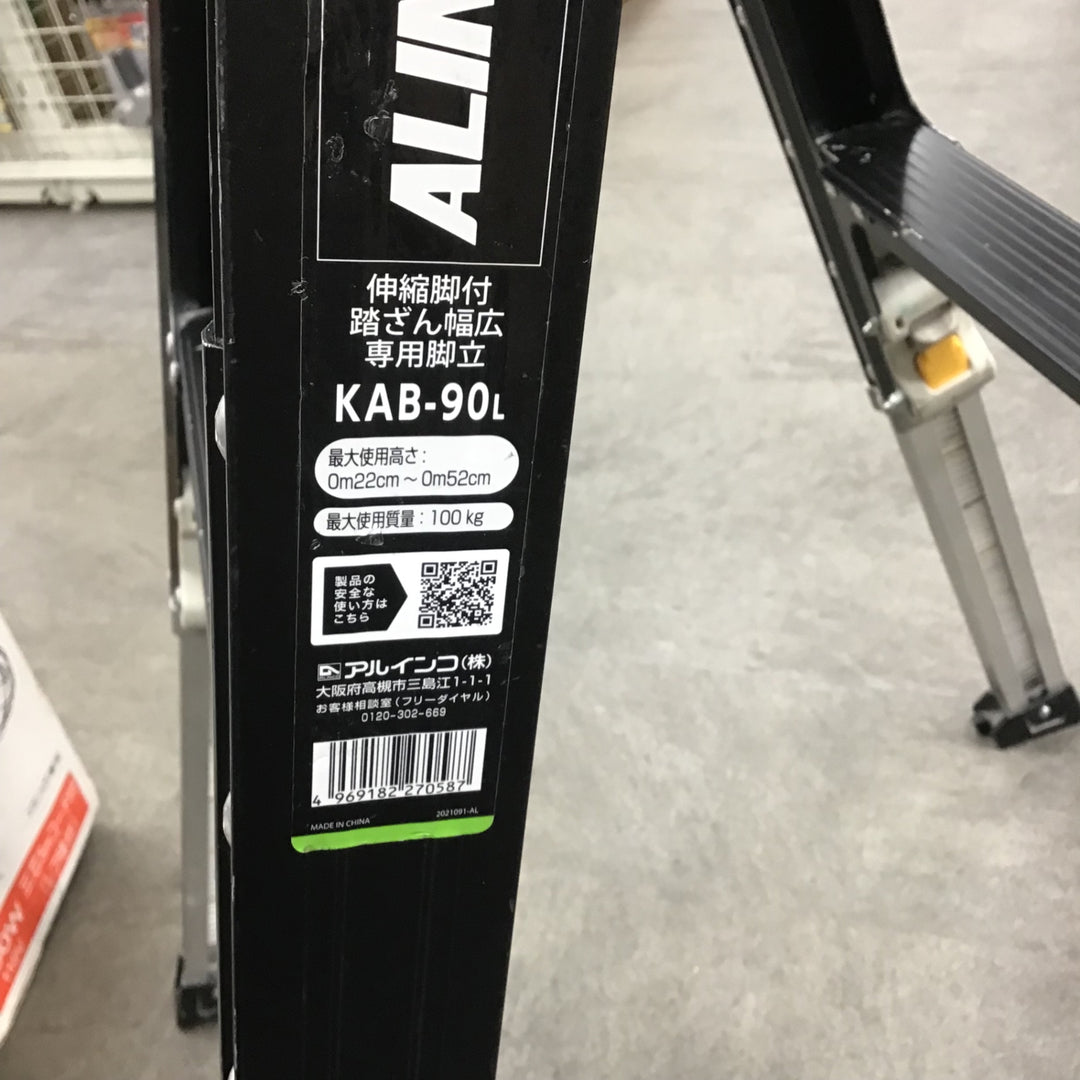 ALIN
伸縮脚付
踏ざん幅広
専用脚立
KAB-90L
最大使用高さ:
0m22cm～0m52cm
最大使用質量:100kg
製品の
安全な
使い方は
こちら
アルインコ(株)
大阪府高槻市三島江1-1-1
お客様相談室(フリーダイヤル)
0120-302-669
4 969182 270587
MADE IN CHINA 2021091-AL